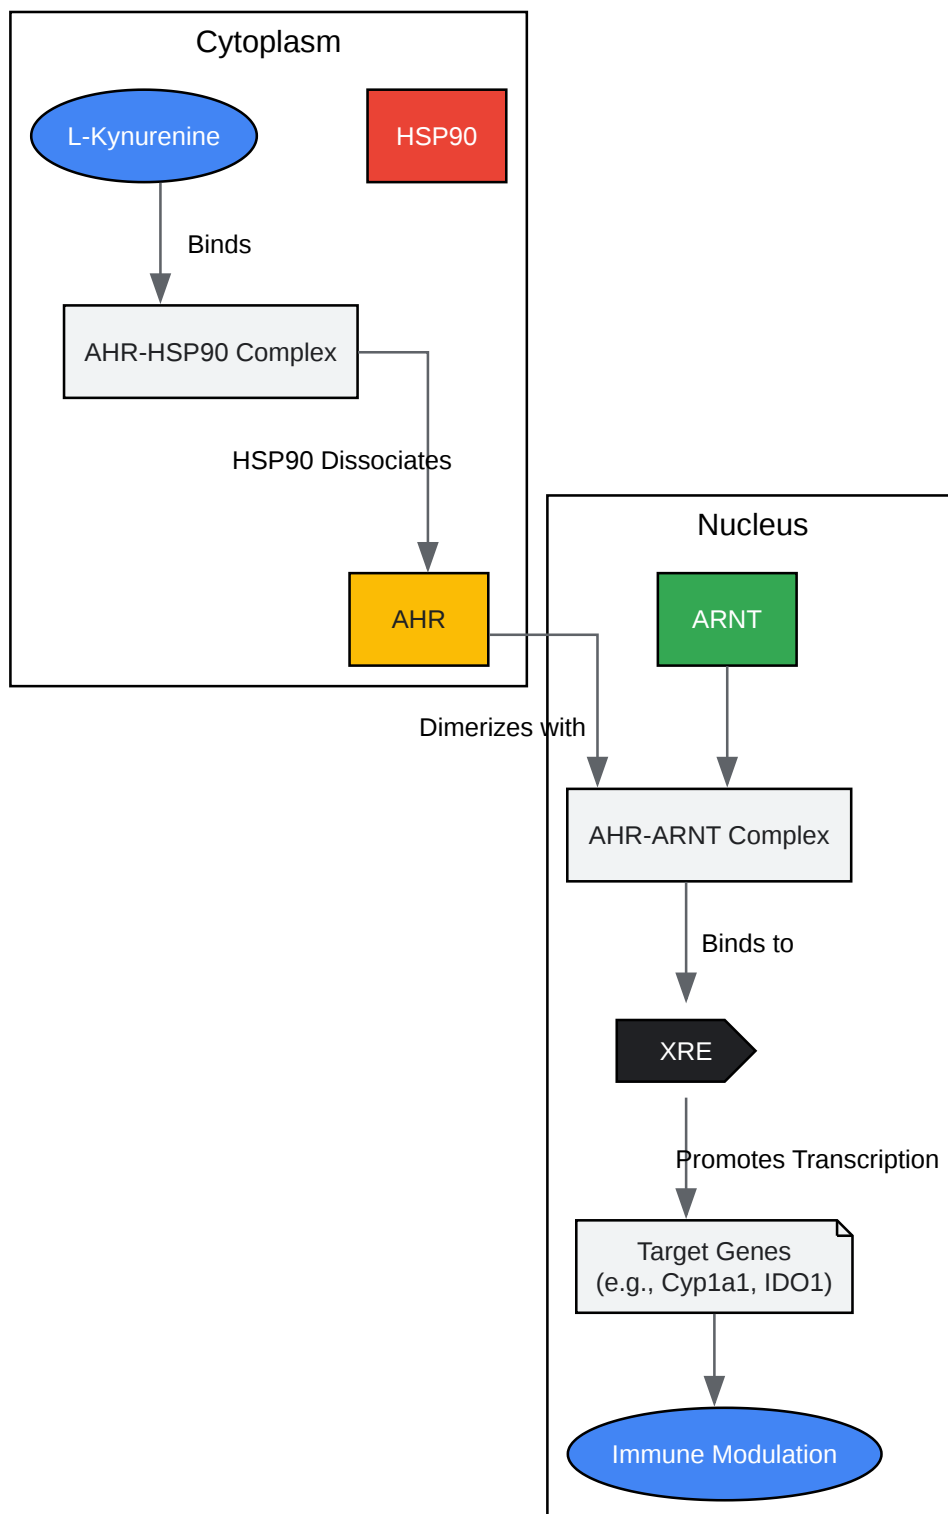 Cytoplasm
L-Kynurenine
HSP90
Binds
AHR-HSP90 Complex
HSP90 Dissociates
Nucleus
AHR
ARNT
Dimerizes with
AHR-ARNT Complex
Binds to
XRE
Promotes Transcription
Target Genes
(e.g., Cyp1a1, IDO1)
Immune Modulation